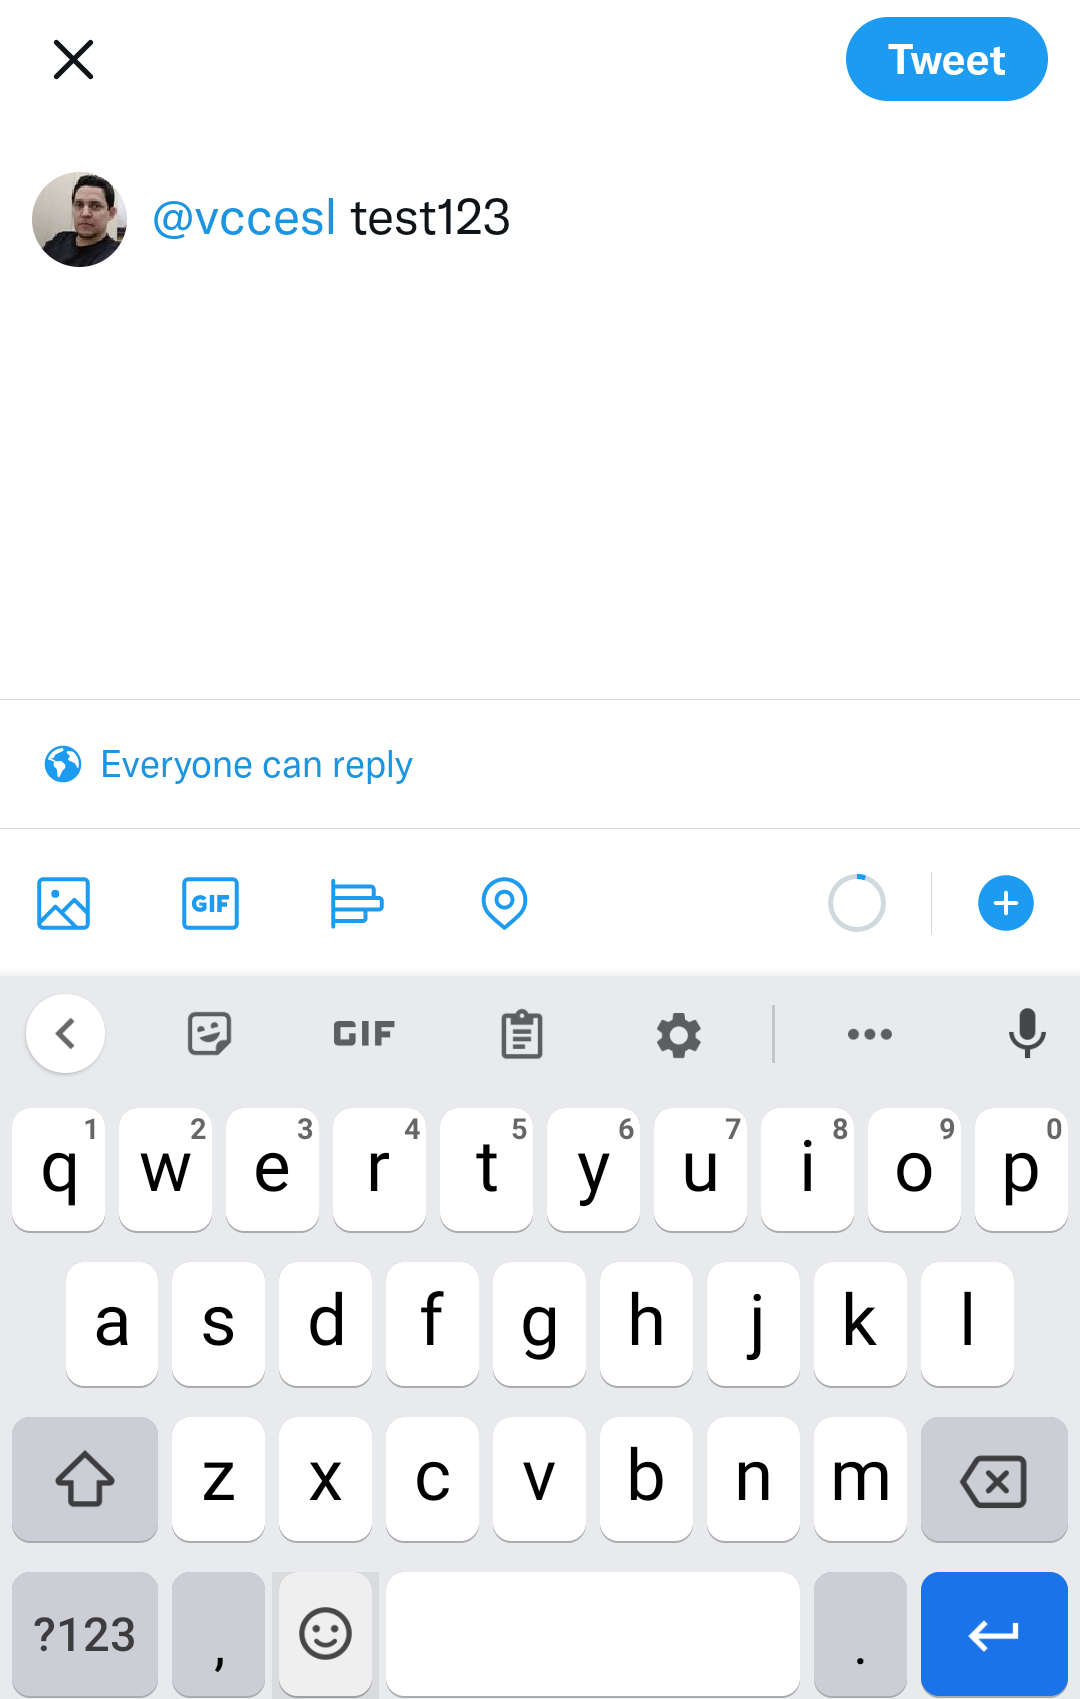 Tweet
@vccesl test123
Everyone can reply
GIF
GIF
1 2 3 4 5 6 7 8 9 0
q w e r t y u i o p
a s d f g h j k l
z x c v b n m
?123 , .